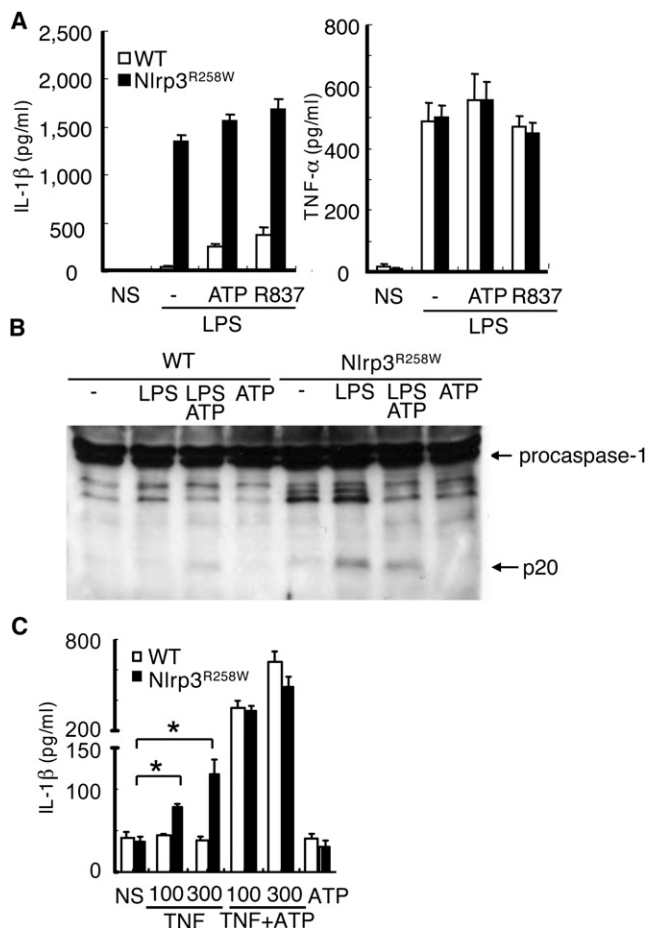 A
2,500
2,000
1,500
1,000
500
0
IL-1β (pg/ml)
WT
Nlrp3R258W
NS - ATP R837
LPS
800
600
400
200
0
TNF-α (pg/ml)
NS - ATP R837
LPS
B
WT Nlrp3R258W
- LPS LPS ATP - LPS LPS ATP
ATP ATP
procaspase-1
p20
C
800
200
150
100
0
IL-1β (pg/ml)
WT
Nlrp3R258W
*
*
NS 100 300 100 300 ATP
TNF TNF+ATP